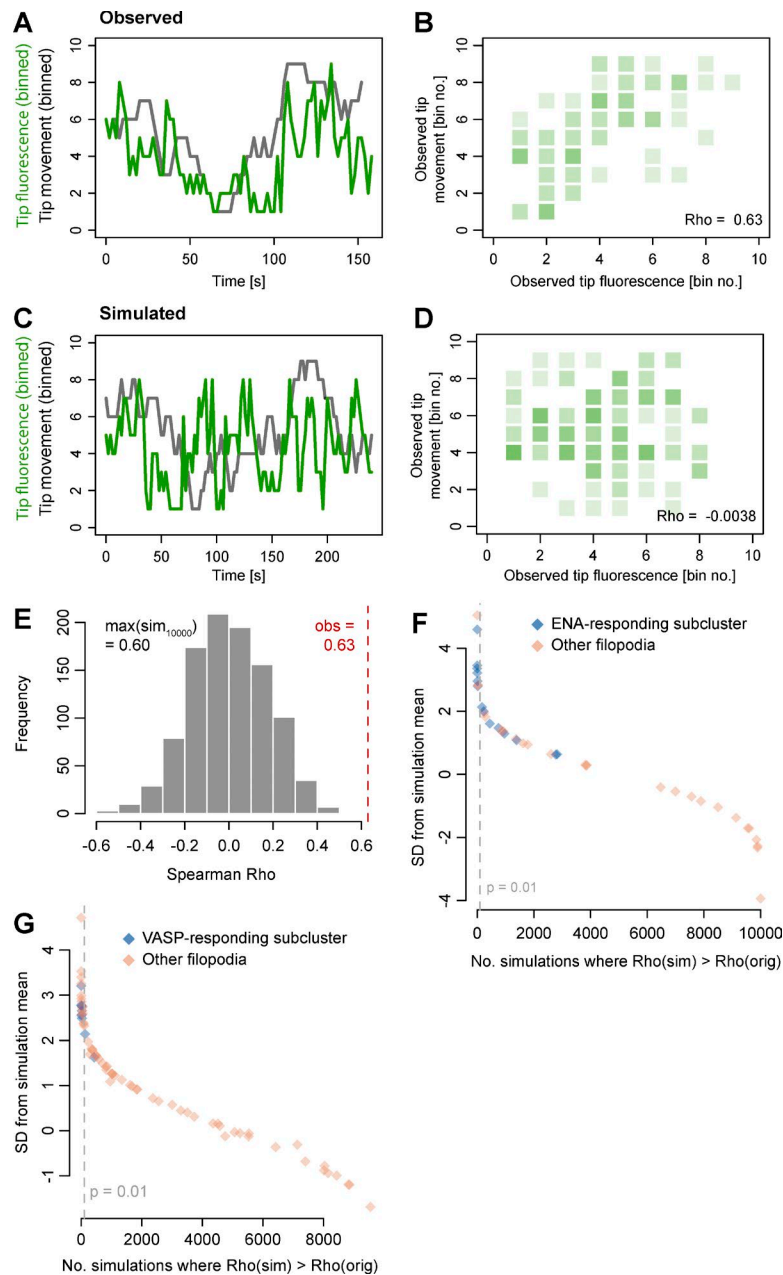 A
Observed
Tip fluorescence (binned)
Tip movement (binned)
0 2 4 6 8 10
0 50 100 150
Time [s]
B
Observed tip
movement [bin no.]
0 2 4 6 8 10
Rho = 0.63
0 2 4 6 8 10
Observed tip fluorescence [bin no.]
C
Simulated
Tip fluorescence (binned)
Tip movement (binned)
0 2 4 6 8 10
0 50 100 150 200
Time [s]
D
Observed tip
movement [bin no.]
0 2 4 6 8 10
Rho = -0.0038
0 2 4 6 8 10
Observed tip fluorescence [bin no.]
E
max(sim10000)
= 0.60
obs =
0.63
Frequency
0 50 100 150 200
-0.6 -0.4 -0.2 0.0 0.2 0.4 0.6
Spearman Rho
F
ENA-responding subcluster
Other filopodia
SD from simulation mean
-4 -2 0 2 4
p = 0.01
0 2000 4000 6000 8000 10000
No. simulations where Rho(sim) > Rho(orig)
G
VASP-responding subcluster
Other filopodia
SD from simulation mean
-1 0 1 2 3 4
p = 0.01
0 2000 4000 6000 8000
No. simulations where Rho(sim) > Rho(orig)